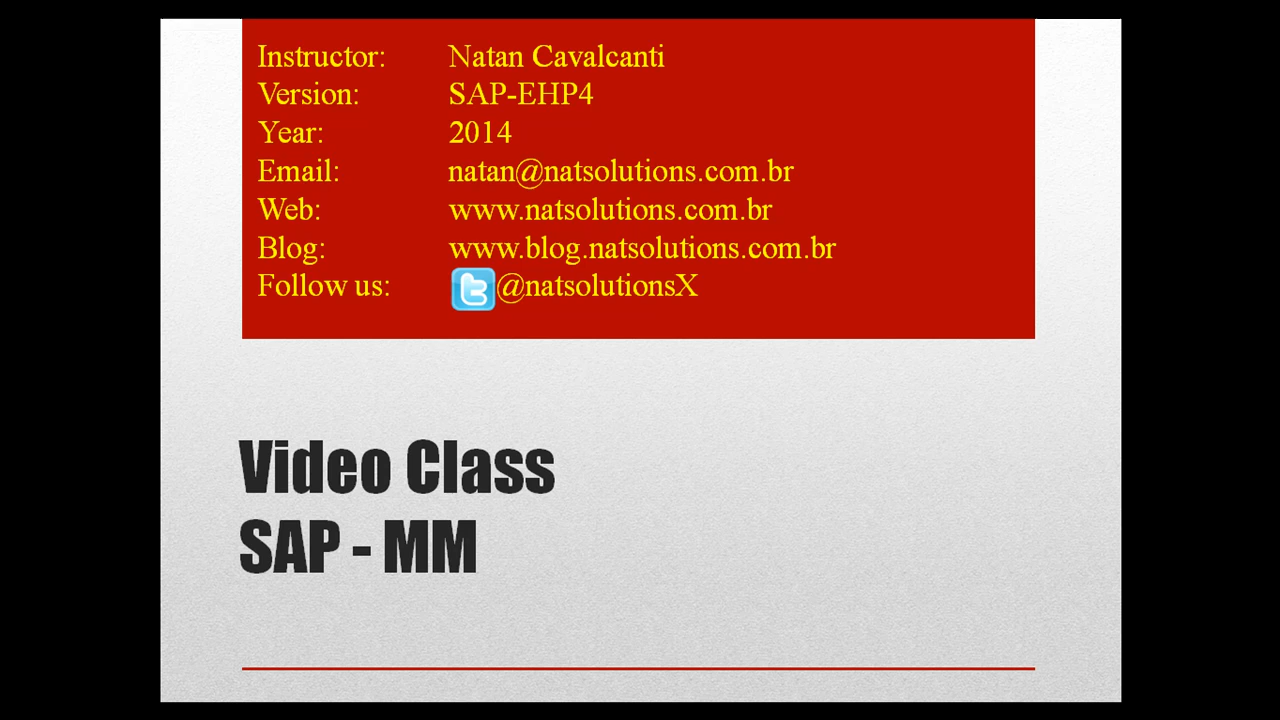 Instructor: Natan Cavalcanti
Version: SAP-EHP4
Year: 2014
Email: natan@natsolutions.com.br
Web: www.natsolutions.com.br
Blog: www.blog.natsolutions.com.br
Follow us: @natsolutionsX
Video Class
SAP - MM